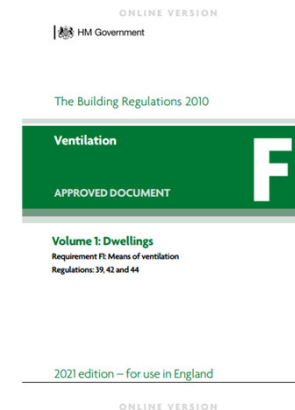 ONLINE VERSION
HM Government
The Building Regulations 2010
Ventilation
F
APPROVED DOCUMENT
Volume 1: Dwellings
Requirement F1: Means of ventilation
Regulations: 39, 42 and 44
2021 edition – for use in England
ONLINE VERSION